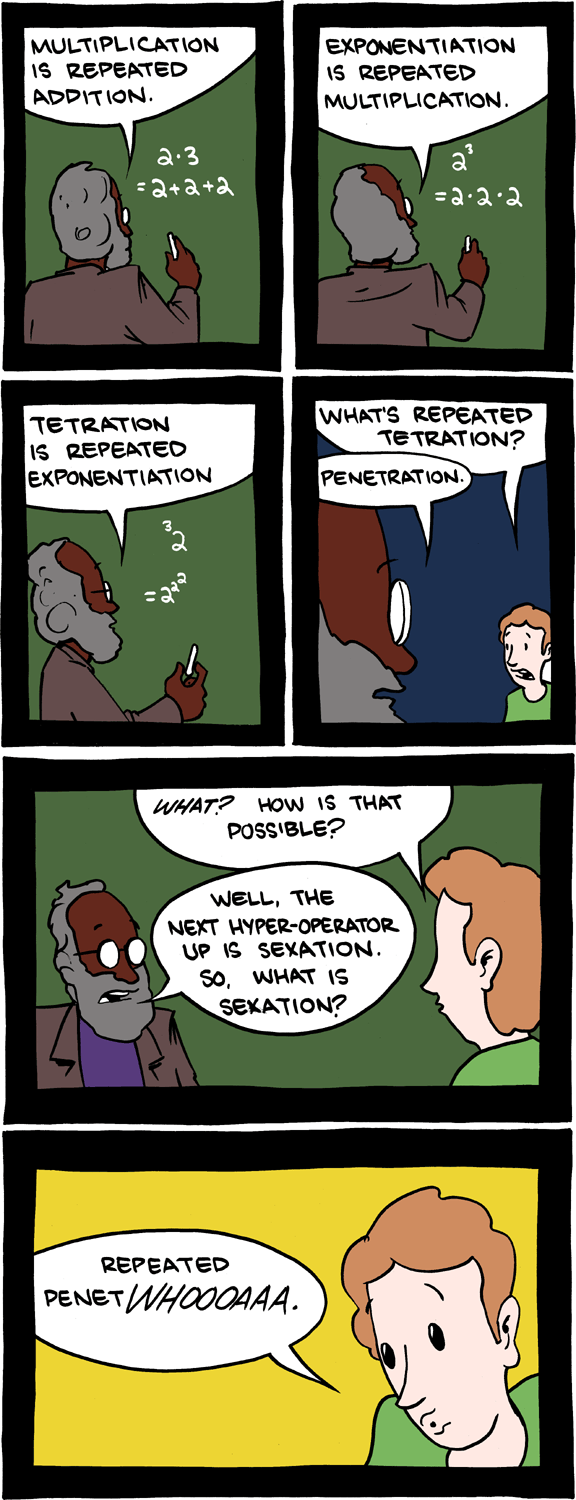 MULTIPLICATION
IS REPEATED
ADDITION.
2·3
=2+2+2
EXPONENTIATION
IS REPEATED
MULTIPLICATION.
2³
=2·2·2
TETRATION
IS REPEATED
EXPONENTIATION
³2
=2^2^2
WHAT'S REPEATED
TETRATION?
PENETRATION.
WHAT? HOW IS THAT
POSSIBLE?
WELL, THE
NEXT HYPER-OPERATOR
UP IS SEXATION.
SO, WHAT IS
SEXATION?
REPEATED
PENETWHOOOAAA.